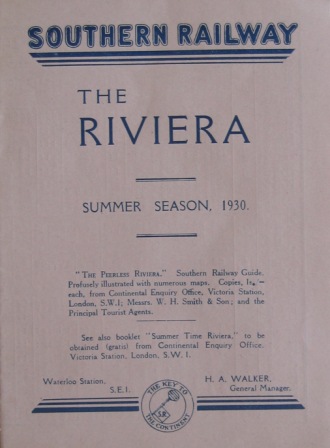 SOUTHERN RAILWAY
THE
RIVIERA
SUMMER SEASON, 1930.
"THE PEERLESS RIVIERA." Southern Railway Guide.
Profusely illustrated with numerous maps. Copies,
each, from Continental Enquiry Office, Victoria Station,
London, S.W.1; Messrs. W. H. Smith & Son; and the
Principal Tourist Agents.
See also booklet "Summer Time Riviera," to be
obtained (gratis) from Continental Enquiry Office,
Victoria Station, London, S.W.1.
Waterloo Station,
S.E.1.
H. A. WALKER,
General Manager.
THE KEY TO
THE CONTINENT
SR